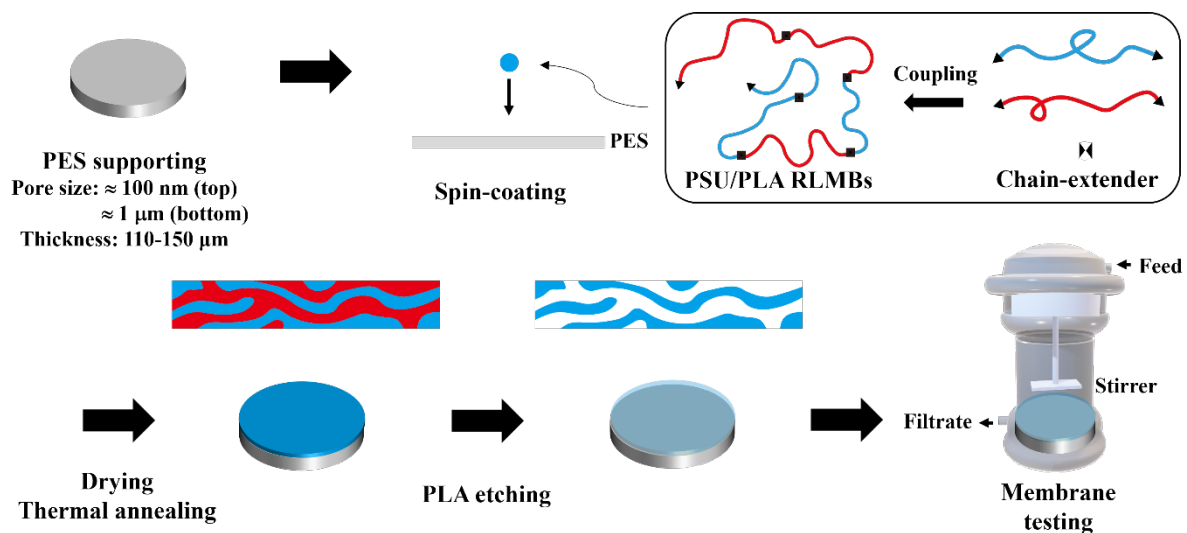 PES supporting
Pore size: ≈ 100 nm (top)
≈ 1 μm (bottom)
Thickness: 110-150 μm
PES
Spin-coating
Coupling
PSU/PLA RLMBs
Chain-extender
Drying
Thermal annealing
PLA etching
Feed
Stirrer
Filtrate
Membrane
testing